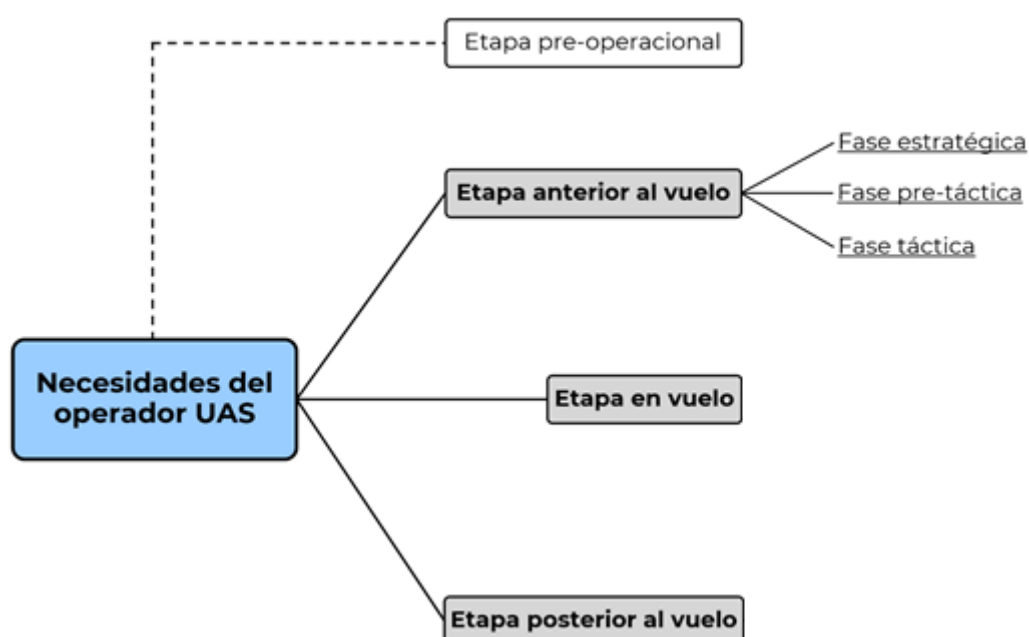 Etapa pre-operacional
Etapa anterior al vuelo
Fase estratégica
Fase pre-táctica
Fase táctica
Necesidades del
operador UAS
Etapa en vuelo
Etapa posterior al vuelo